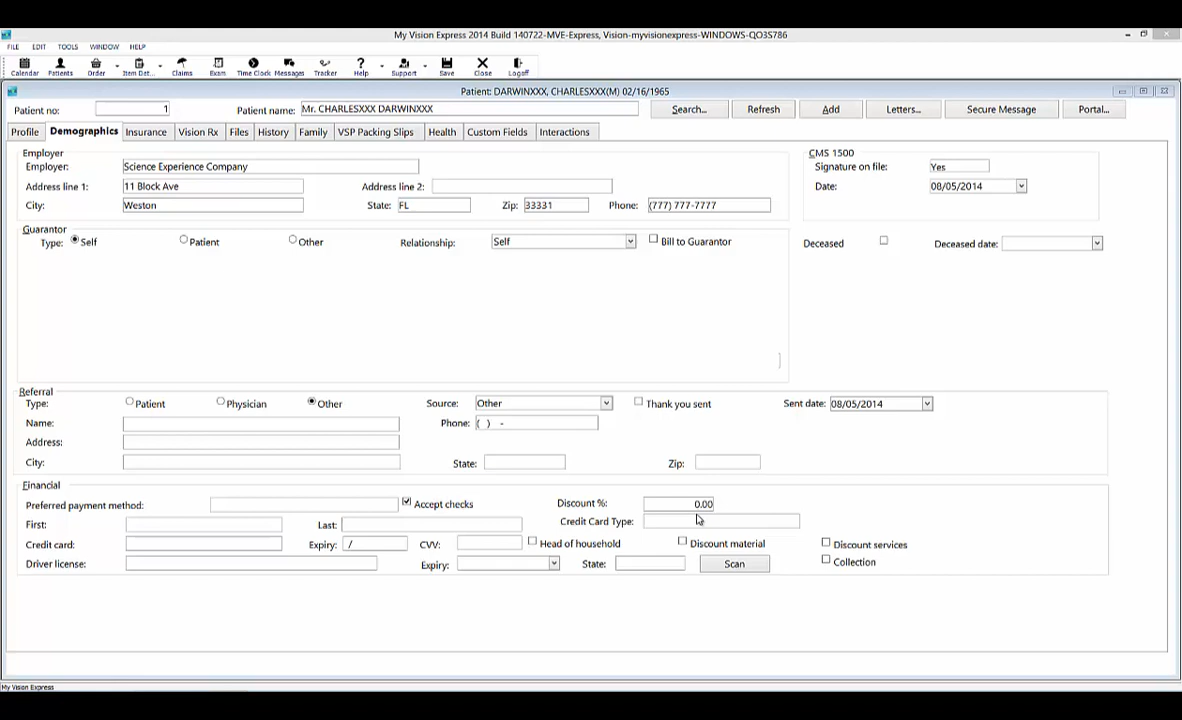 My Vision Express 2014 Build 140722-MVE-Express, Vision-myvisionexpress-WINDOWS-QO3S786
FILE EDIT TOOLS WINDOW HELP
Calendar Patients Order Item Det... Claims Exam Time Clock Messages Tracker Help Support Save Close Logoff
Patient: DARWINXXX, CHARLESXXX(M) 02/16/1965
Patient no: 1 Patient name: Mr. CHARLESXXX DARWINXXX Search... Refresh Add Letters... Secure Message Portal...
Profile Demographics Insurance Vision Rx Files History Family VSP Packing Slips Health Custom Fields Interactions
Employer CMS 1500
Employer: Science Experience Company Signature on file: Yes
Address line 1: 11 Block Ave Address line 2: Date: 08/05/2014
City: Weston State: FL Zip: 33331 Phone: (777) 777-7777
Guarantor
Type: Self Patient Other Relationship: Self Bill to Guarantor Deceased Deceased date:
Referral
Type: Patient Physician Other Source: Other Thank you sent Sent date: 08/05/2014
Name: Phone: ( ) -
Address:
City: State: Zip:
Financial
Preferred payment method: Accept checks Discount %: 0.00
First: Last: Credit Card Type:
Credit card: Expiry: / CVV: Head of household Discount material Discount services
Driver license: Expiry: State: Scan Collection
My Vision Express